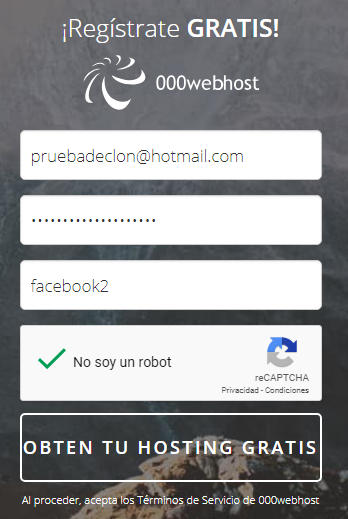 ¡Regístrate GRATIS!
000webhost
pruebadeclon@hotmail.com
••••••••••••••••••••
facebook2
No soy un robot
reCAPTCHA
Privacidad - Condiciones
OBTEN TU HOSTING GRATIS
Al proceder, acepta los Términos de Servicio de 000webhost